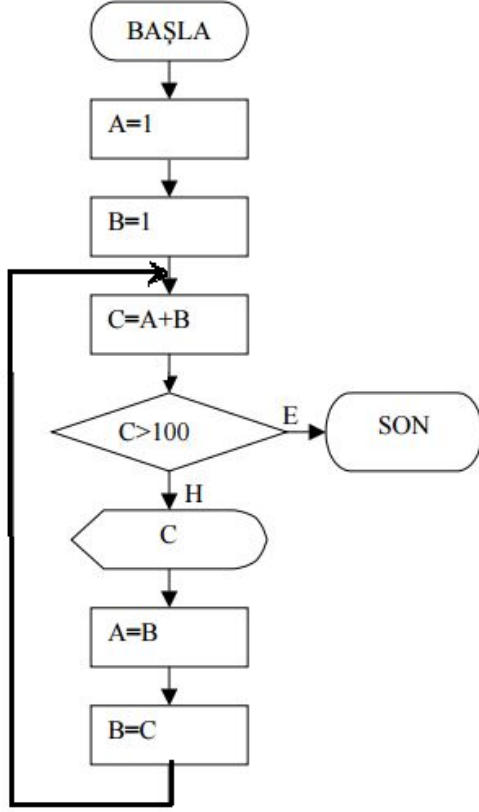 BAŞLA
A=1
B=1
C=A+B
C>100
E
SON
H
C
A=B
B=C